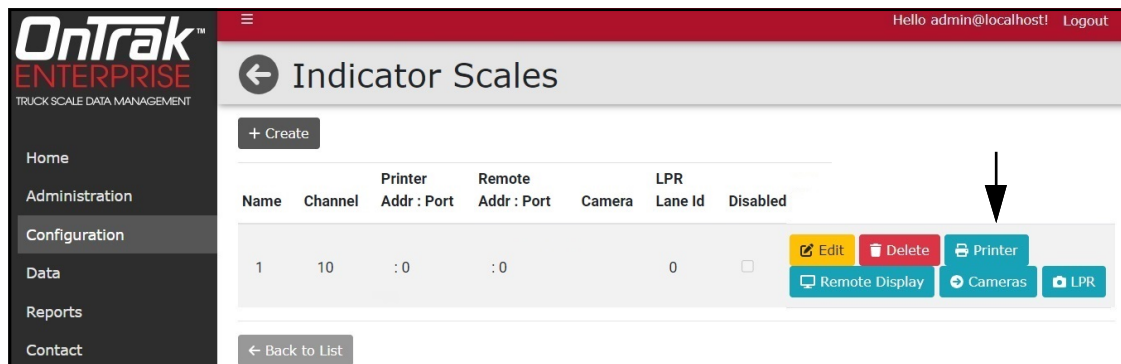 OnTrak™
ENTERPRISE
TRUCK SCALE DATA MANAGEMENT
Home
Administration
Configuration
Data
Reports
Contact
Hello admin@localhost! Logout
Indicator Scales
+ Create
Name Channel Printer Addr : Port Remote Addr : Port Camera LPR Lane Id Disabled
1 10 : 0 : 0 0
Edit Delete Printer
Remote Display Cameras LPR
← Back to List